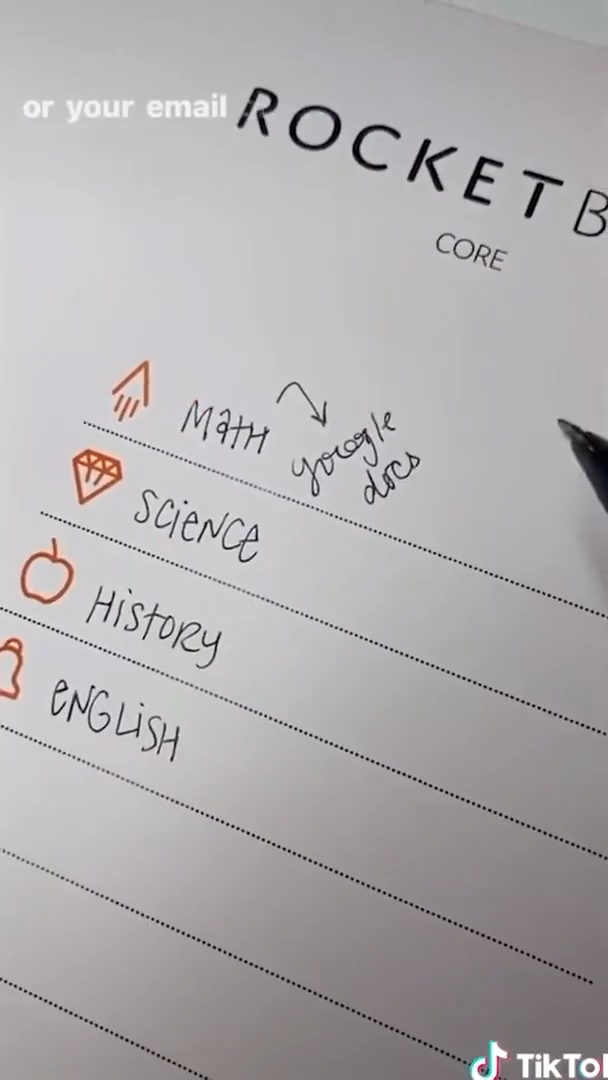 or your email
ROCKETB
CORE
Math
google
docs
SCIENCE
HISTORY
ENGLISH
TikTok